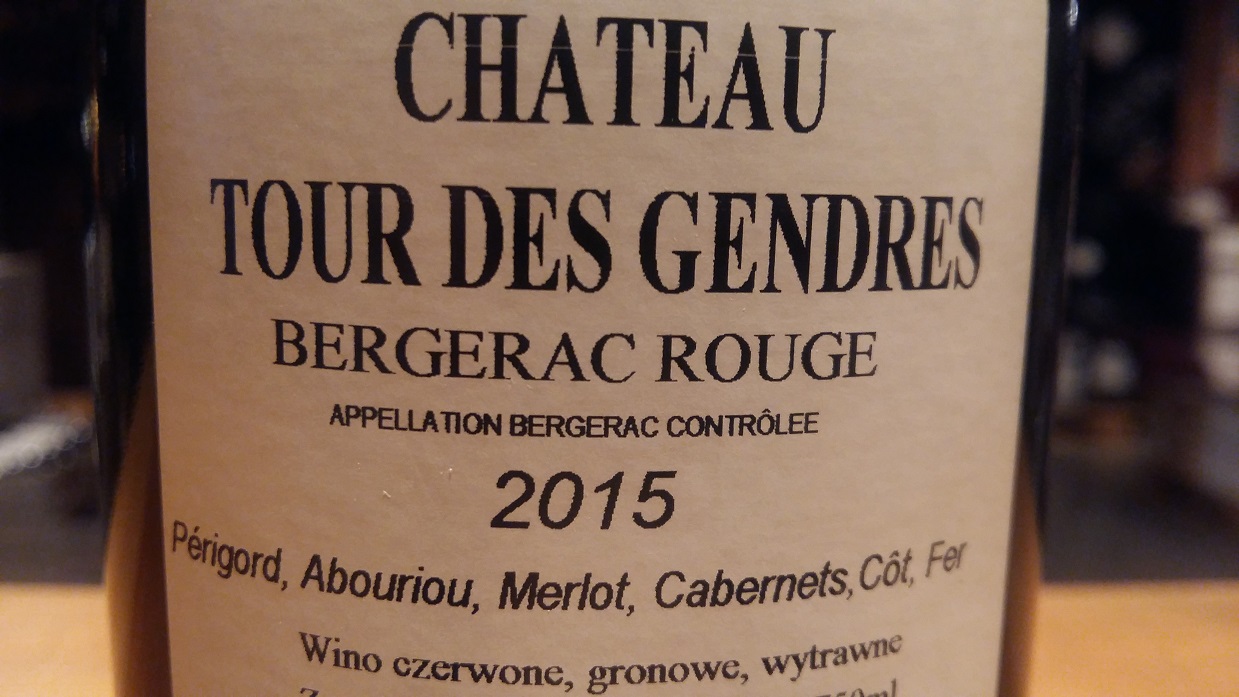 CHATEAU
TOUR DES GENDRES
BERGERAC ROUGE
APPELLATION BERGERAC CONTRÔLEE
2015
Périgord, Abouriou, Merlot, Cabernets, Côt, Fer
Wino czerwone, gronowe, wytrawne